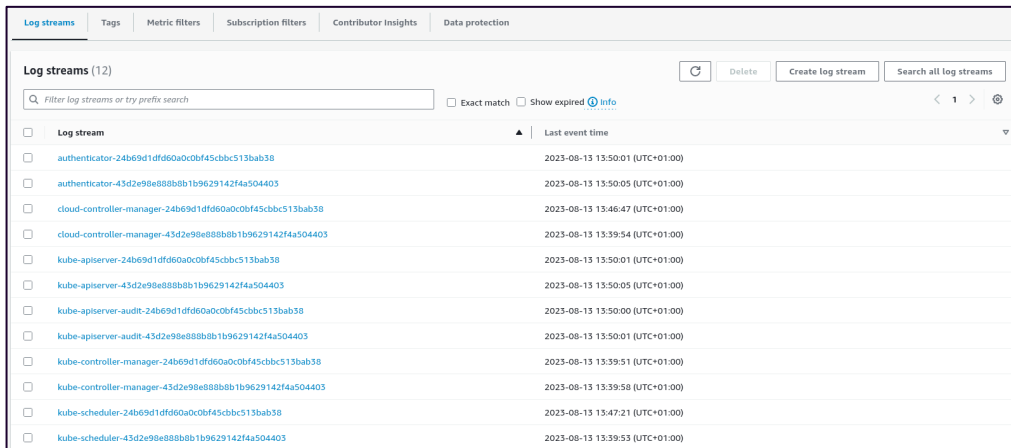 Log streams Tags Metric filters Subscription filters Contributor Insights Data protection
Log streams (12) Delete Create log stream Search all log streams
Filter log streams or try prefix search Exact match Show expired Info 1
Log stream Last event time
authenticator-24b69d1dfd60a0c0bf45cbbc513bab38 2023-08-13 13:50:01 (UTC+01:00)
authenticator-43d2e98e888b8b1b9629142f4a504403 2023-08-13 13:50:05 (UTC+01:00)
cloud-controller-manager-24b69d1dfd60a0c0bf45cbbc513bab38 2023-08-13 13:46:47 (UTC+01:00)
cloud-controller-manager-43d2e98e888b8b1b9629142f4a504403 2023-08-13 13:39:54 (UTC+01:00)
kube-apiserver-24b69d1dfd60a0c0bf45cbbc513bab38 2023-08-13 13:50:01 (UTC+01:00)
kube-apiserver-43d2e98e888b8b1b9629142f4a504403 2023-08-13 13:50:05 (UTC+01:00)
kube-apiserver-audit-24b69d1dfd60a0c0bf45cbbc513bab38 2023-08-13 13:50:00 (UTC+01:00)
kube-apiserver-audit-43d2e98e888b8b1b9629142f4a504403 2023-08-13 13:50:01 (UTC+01:00)
kube-controller-manager-24b69d1dfd60a0c0bf45cbbc513bab38 2023-08-13 13:39:51 (UTC+01:00)
kube-controller-manager-43d2e98e888b8b1b9629142f4a504403 2023-08-13 13:39:58 (UTC+01:00)
kube-scheduler-24b69d1dfd60a0c0bf45cbbc513bab38 2023-08-13 13:47:21 (UTC+01:00)
kube-scheduler-43d2e98e888b8b1b9629142f4a504403 2023-08-13 13:39:53 (UTC+01:00)